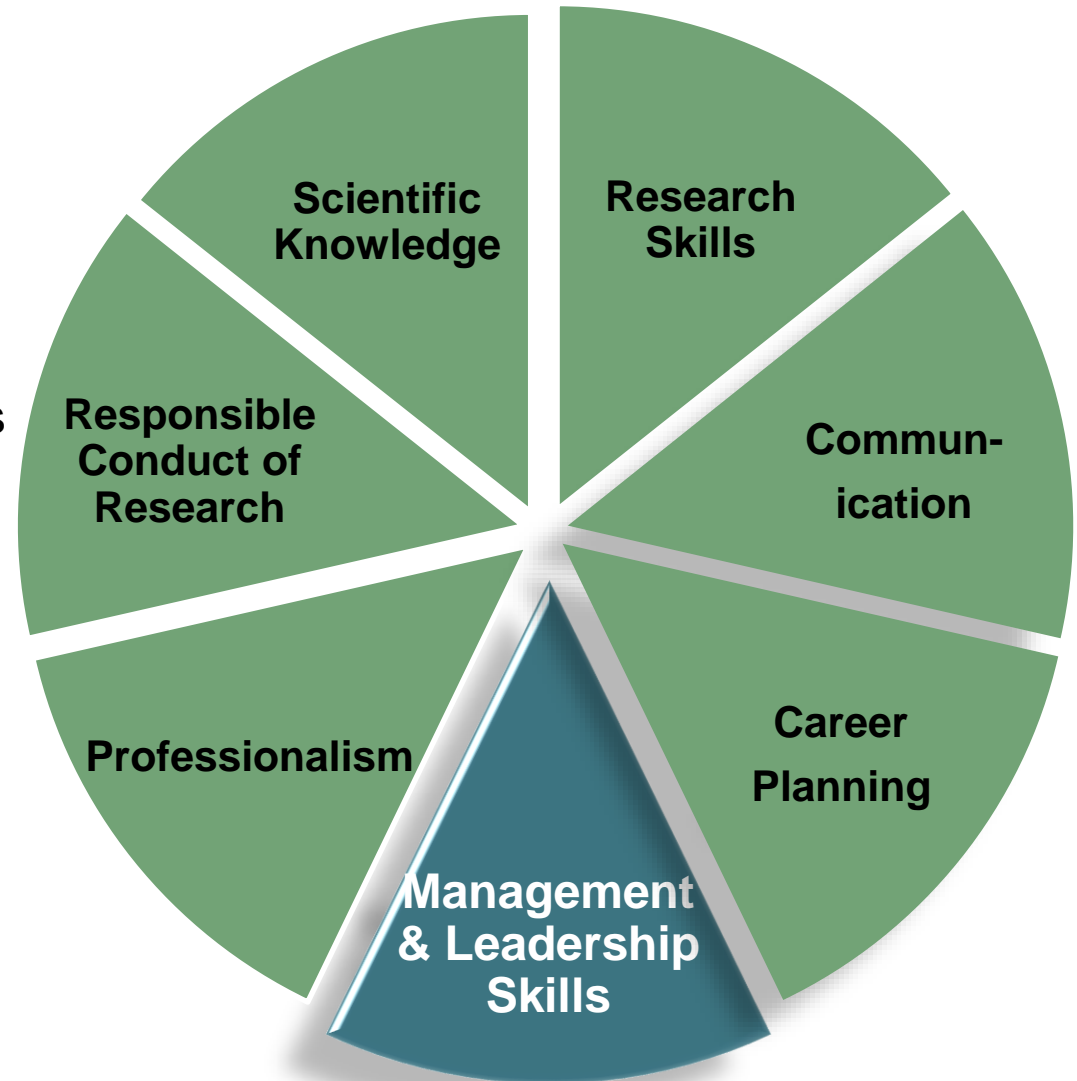 Scientific
Knowledge
Research
Skills
Commun-
ication
Career
Planning
Management
& Leadership
Skills
Professionalism
Responsible
Conduct of
Research
s